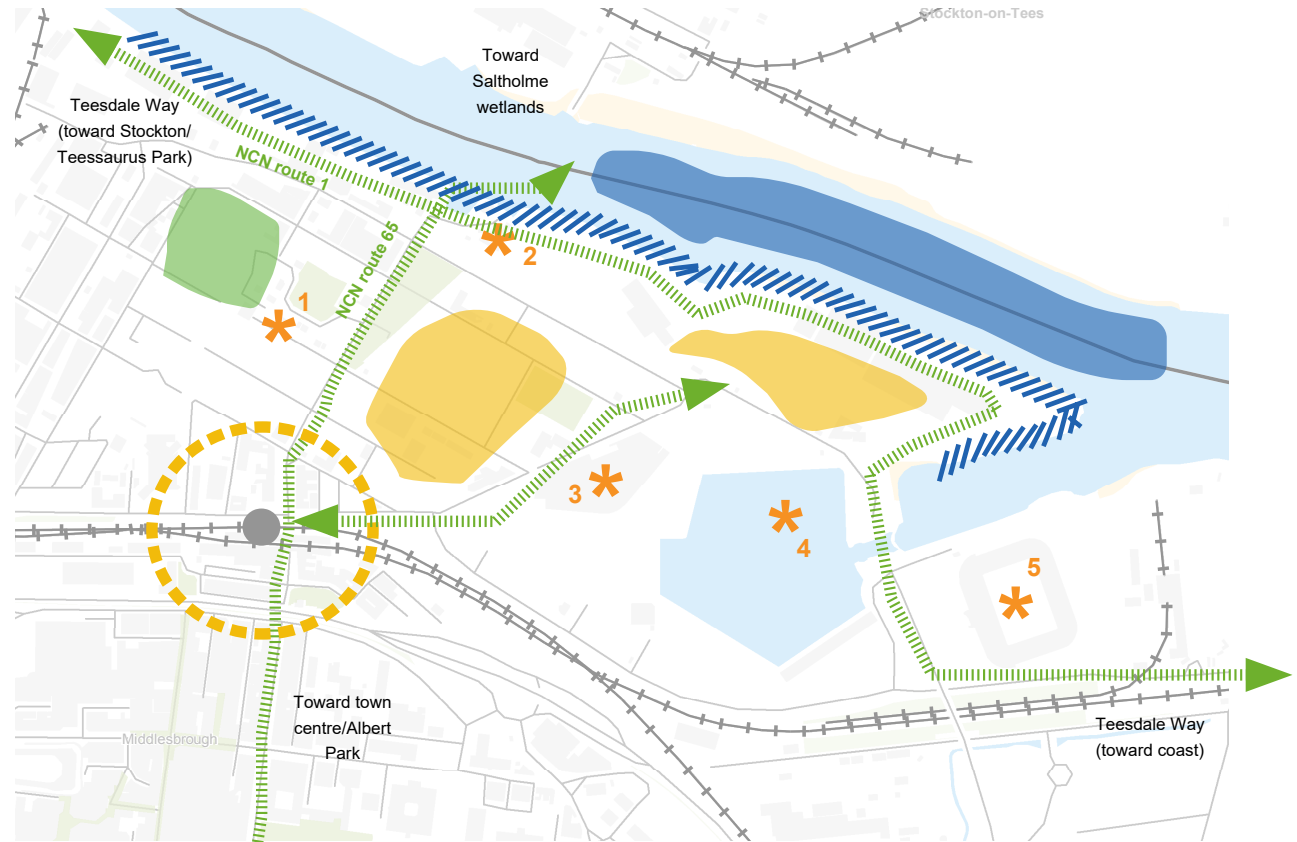 Stockton-on-Tees
Toward
Saltholme
wetlands
Teesdale Way
(toward Stockton/
Teessaurus Park)
NCN route 1
NCN route 65
2
1
3
4
5
Toward town
centre/Albert
Park
Middlesbrough
Teesdale Way
(toward coast)